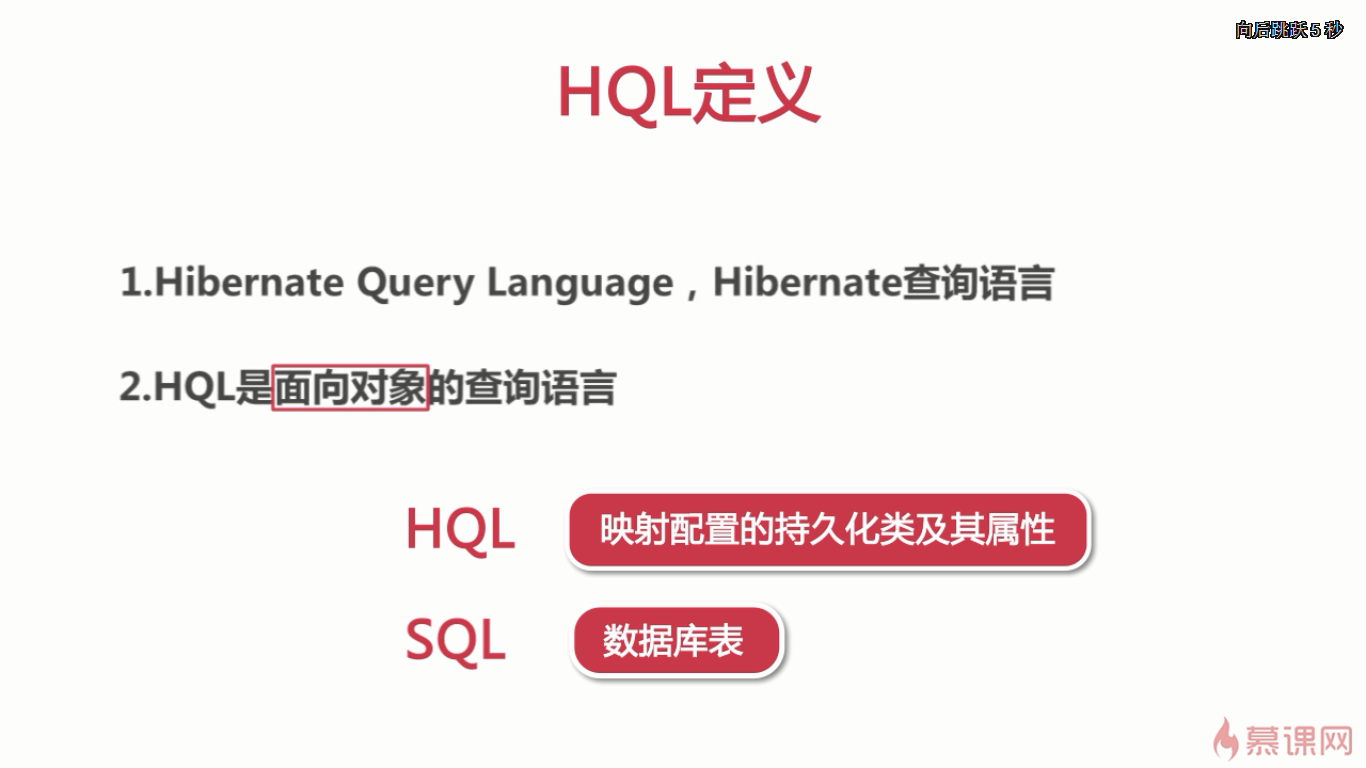 向后跳跃 5 秒
HQL定义
1.Hibernate Query Language，Hibernate查询语言
2.HQL是面向对象的查询语言
HQL 映射配置的持久化类及其属性
SQL 数据库表
慕课网